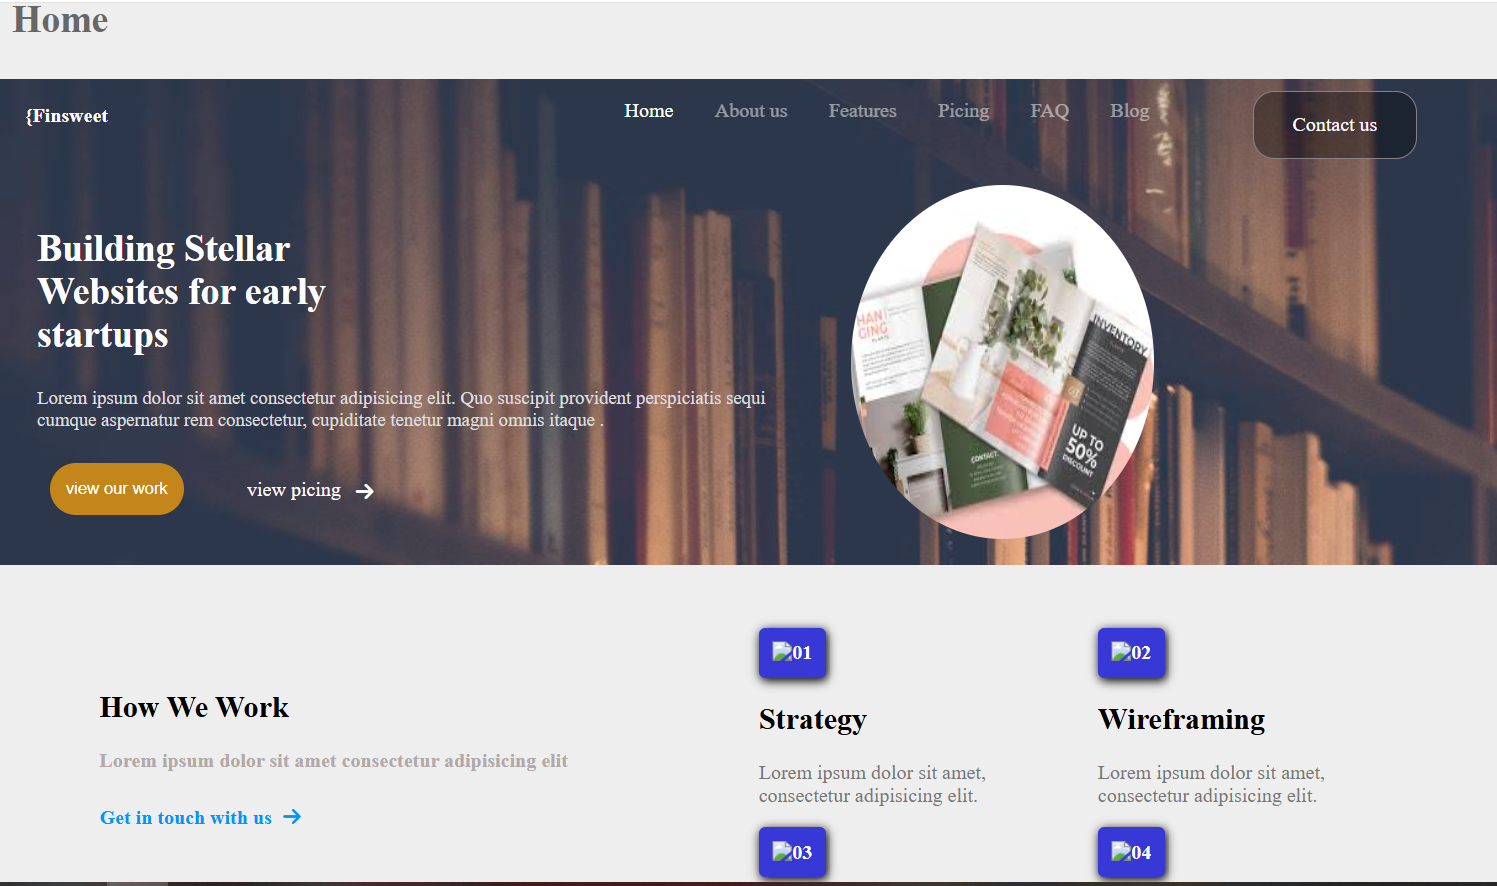 Home
{Finsweet
Home About us Features Picing FAQ Blog
Contact us
Building Stellar
Websites for early
startups
Lorem ipsum dolor sit amet consectetur adipisicing elit. Quo suscipit provident perspiciatis sequi
cumque aspernatur rem consectetur, cupiditate tenetur magni omnis itaque .
view our work
view picing
HAN
GING
PLANTS
INVENTORY
UP TO
50%
DISCOUNT
CONTACT.
How We Work
Lorem ipsum dolor sit amet consectetur adipisicing elit
Get in touch with us
01
Strategy
Lorem ipsum dolor sit amet,
consectetur adipisicing elit.
02
Wireframing
Lorem ipsum dolor sit amet,
consectetur adipisicing elit.
03
04